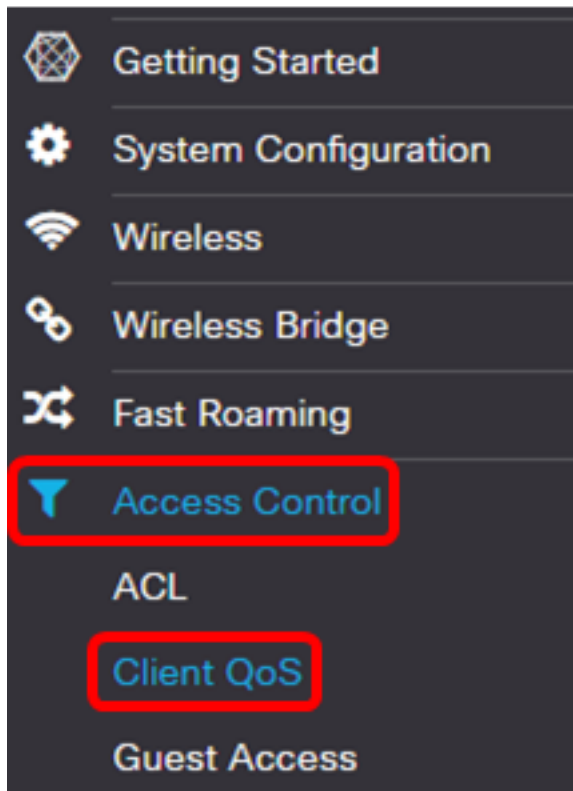 Getting Started
System Configuration
Wireless
Wireless Bridge
Fast Roaming
Access Control
ACL
Client QoS
Guest Access